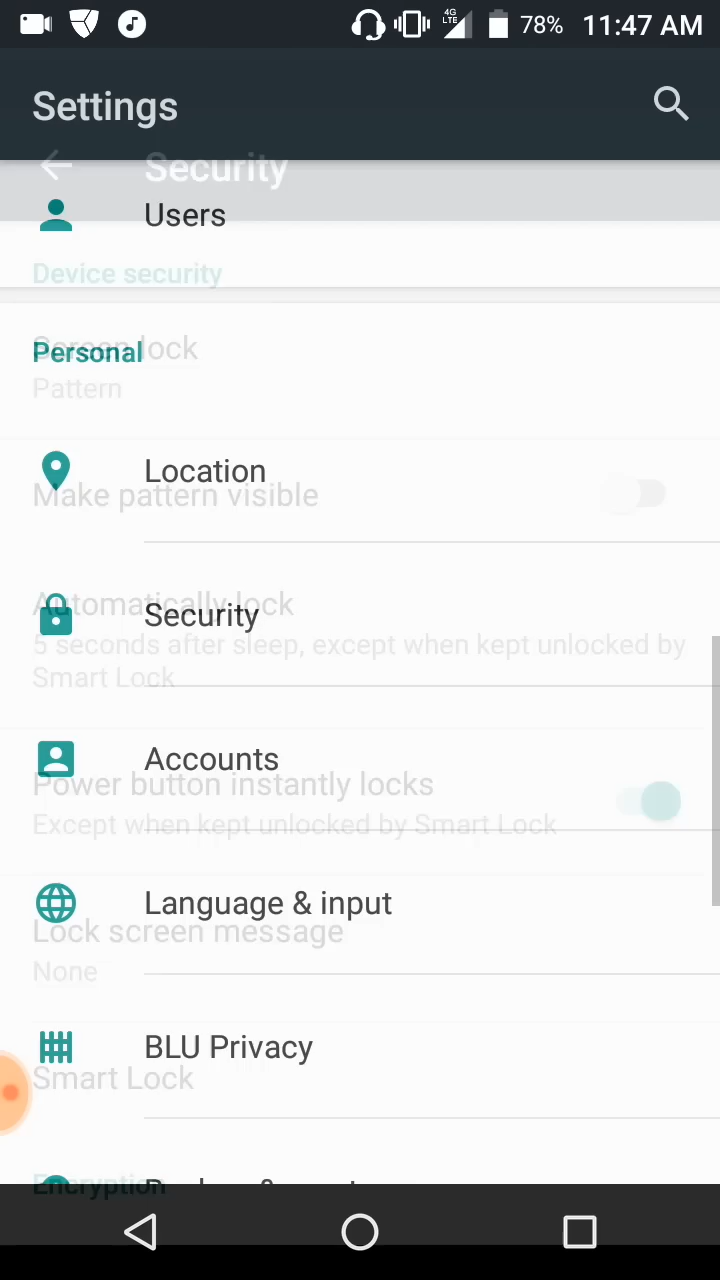 4G
LTE
78%
11:47 AM
Settings
Security
Users
Device security
Screen lock
Personal
Pattern
Location
Make pattern visible
Automatically lock
Security
5 seconds after sleep, except when kept unlocked by
Smart Lock
Accounts
Power button instantly locks
Except when kept unlocked by Smart Lock
Language & input
Lock screen message
None
BLU Privacy
Smart Lock
Encryption